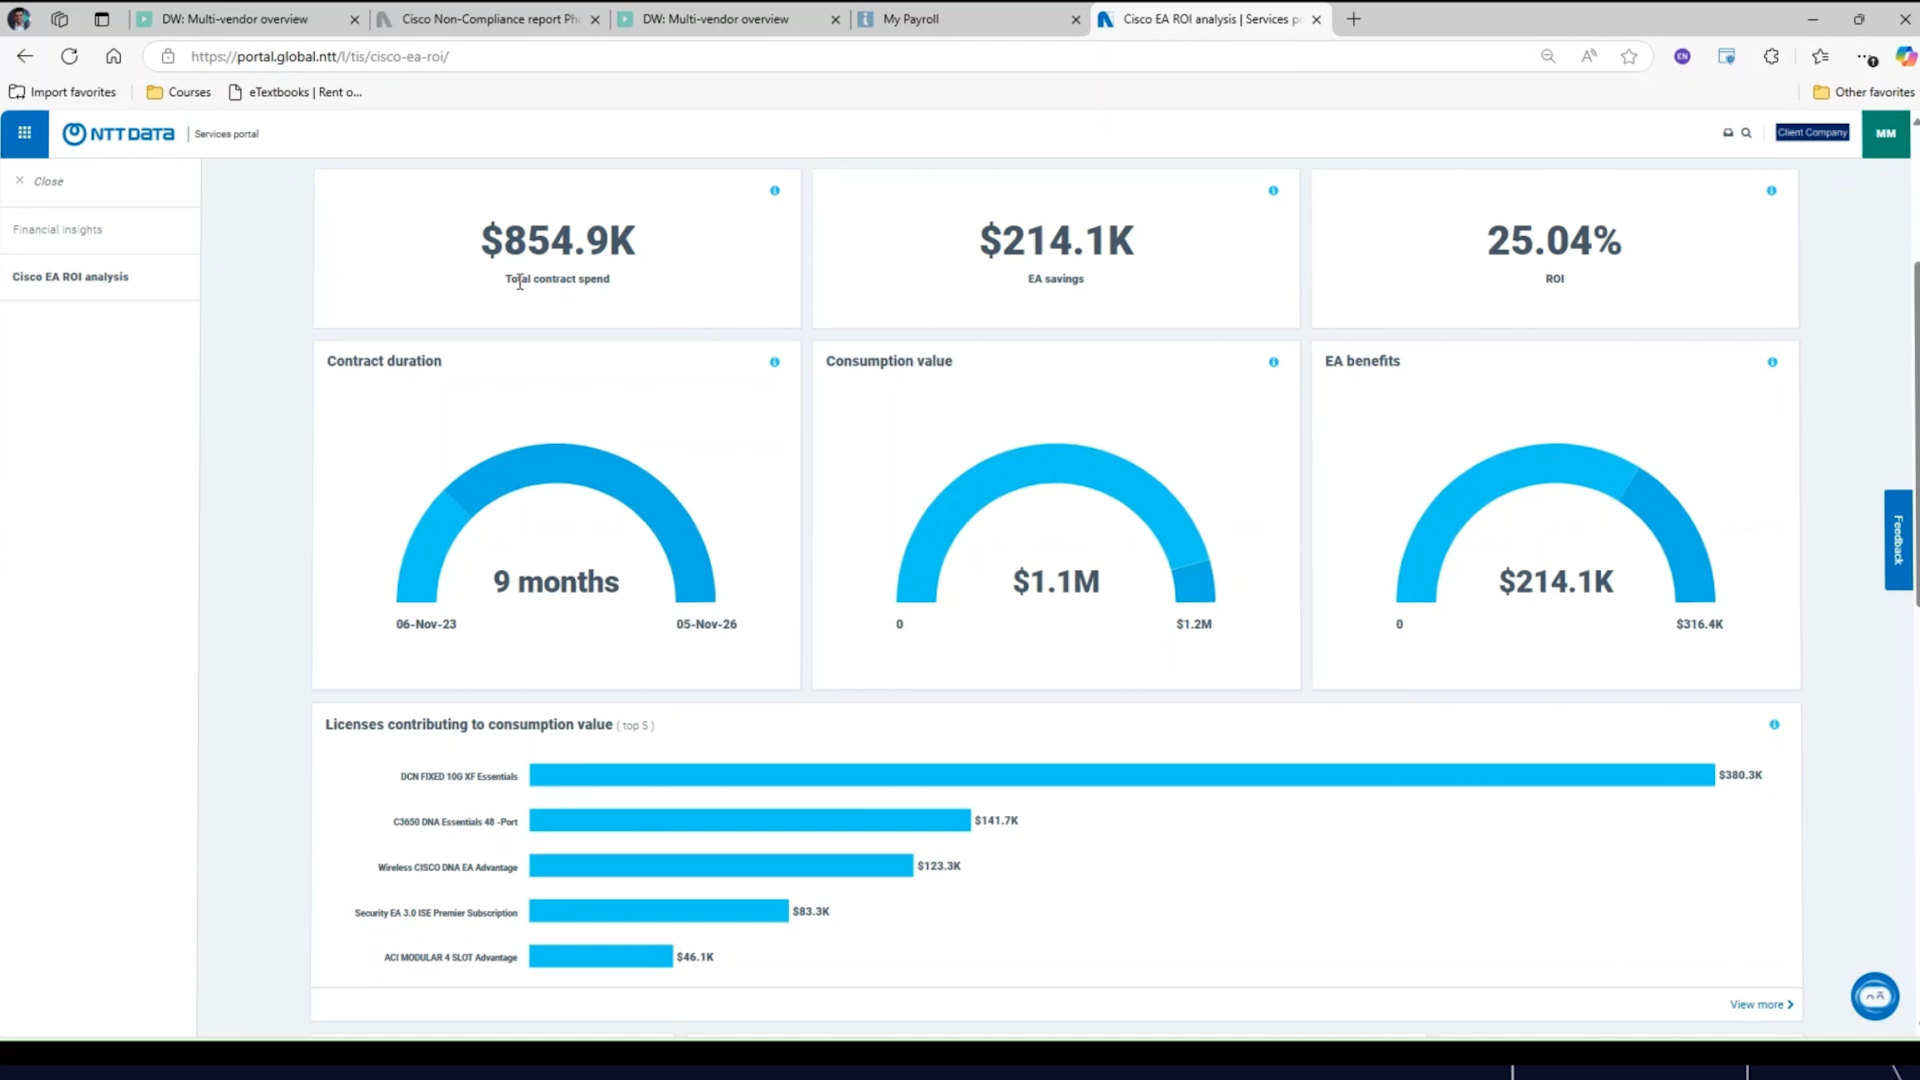 DW: Multi-vendor overview
Cisco Non-Compliance report Pha
DW: Multi-vendor overview
My Payroll
Cisco EA ROI analysis | Services po
https://portal.global.ntt/l/tis/cisco-ea-roi/
Import favorites
Courses
eTextbooks | Rent o...
Other favorites
NTT DATA
Services portal
Client Company
MM
Close
Financial insights
Cisco EA ROI analysis
$854.9K
Total contract spend
$214.1K
EA savings
25.04%
ROI
Contract duration
9 months
06-Nov-23
05-Nov-26
Consumption value
$1.1M
0
$1.2M
EA benefits
$214.1K
0
$316.4K
Feedback
Licenses contributing to consumption value ( top 5 )
DCN FIXED 10G XF Essentials
$380.3K
C3650 DNA Essentials 48 -Port
$141.7K
Wireless CISCO DNA EA Advantage
$123.3K
Security EA 3.0 ISE Premier Subscription
$83.3K
ACI MODULAR 4 SLOT Advantage
$46.1K
View more